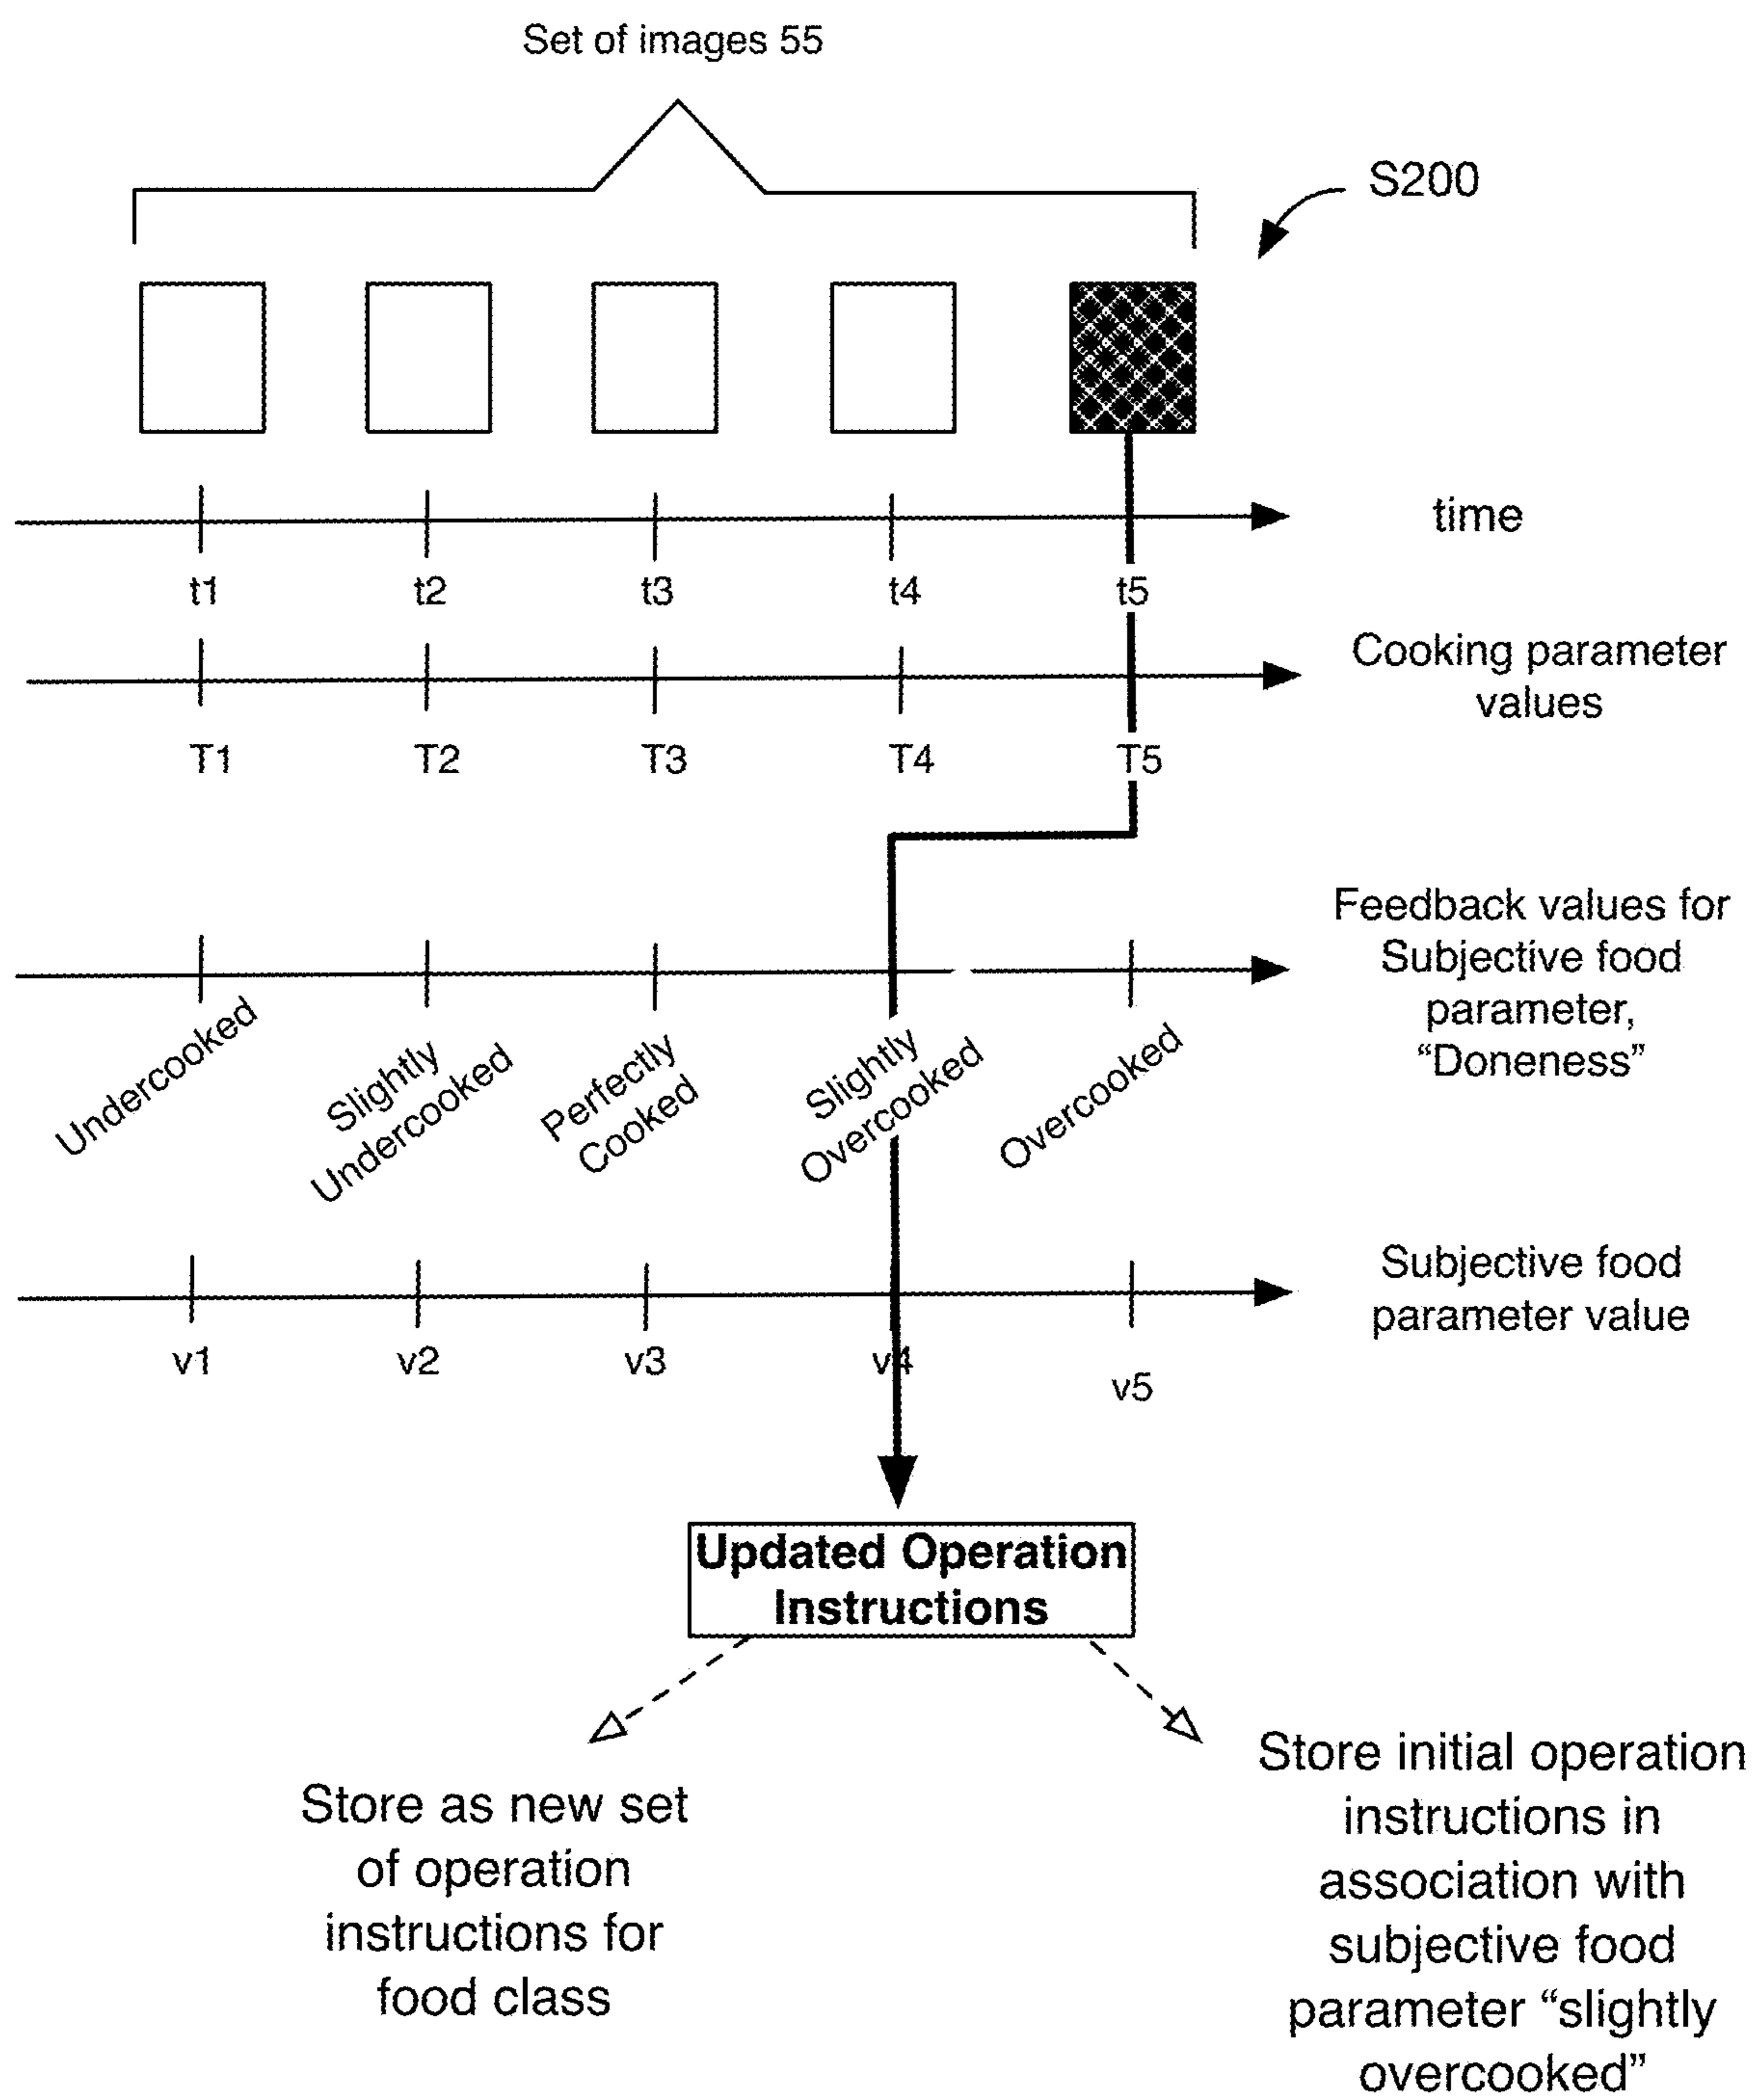 Set of images 55
S200
time
t1 t2 t3 t4 t5
Cooking parameter
values
T1 T2 T3 T4 T5
Feedback values for
Subjective food
parameter,
“Doneness”
Undercooked
Slightly
Undercooked
Perfectly
Cooked
Slightly
Overcooked
Overcooked
Subjective food
parameter value
v1 v2 v3 v4 v5
Updated Operation
Instructions
Store as new set
of operation
instructions for
food class
Store initial operation
instructions in
association with
subjective food
parameter “slightly
overcooked”